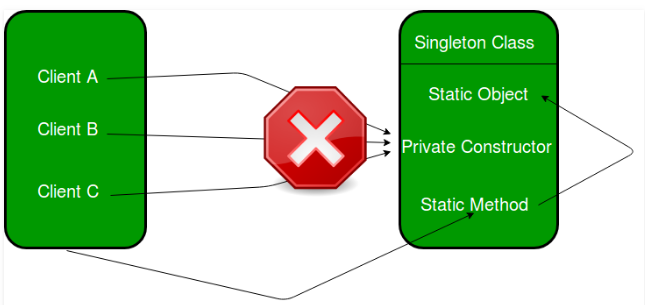 Client A
Client B
Client C
Singleton Class
Static Object
Private Constructor
Static Method